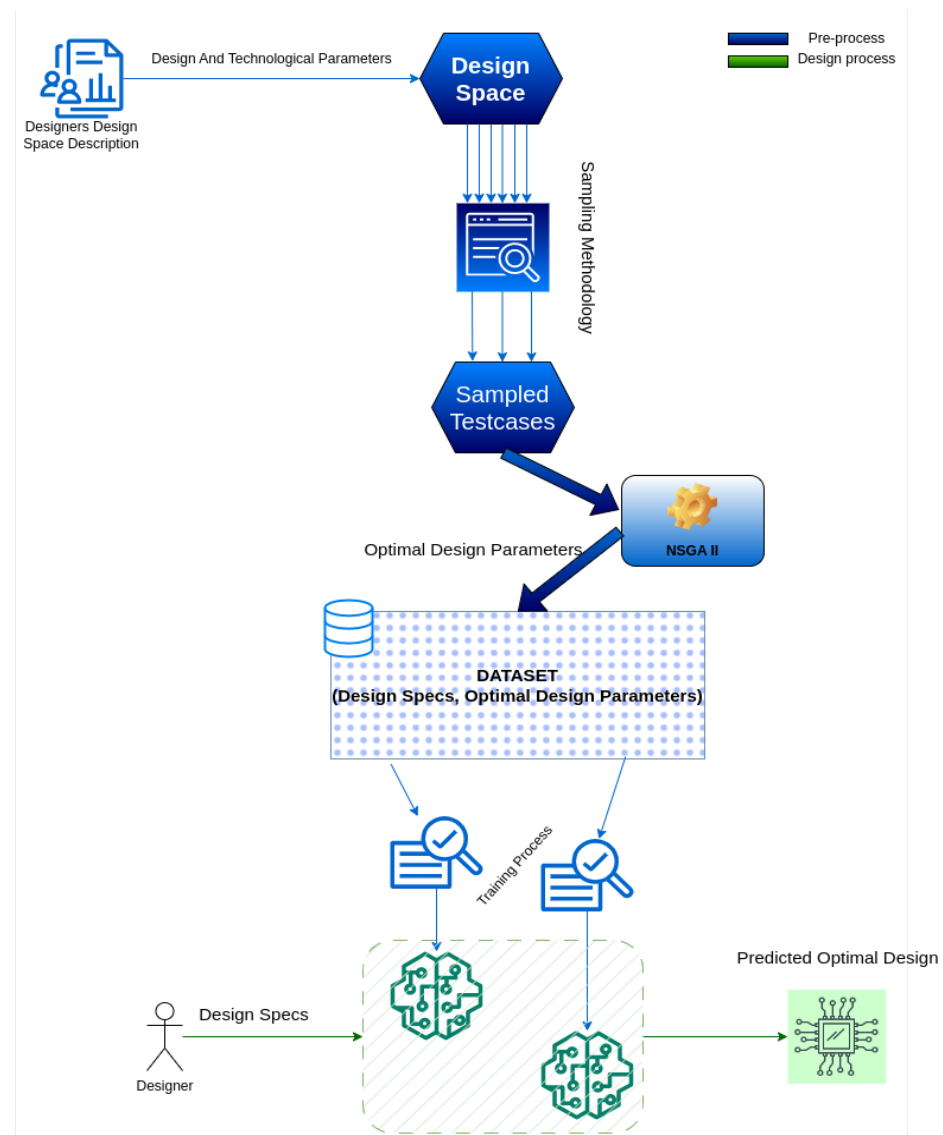 Pre-process
Design process
Design And Technological Parameters
Design
Space
Designers Design
Space Description
Sampling Methodology
Sampled
Testcases
Optimal Design Parameters
NSGA II
DATASET
(Design Specs, Optimal Design Parameters)
Training Process
Predicted Optimal Design
Design Specs
Designer